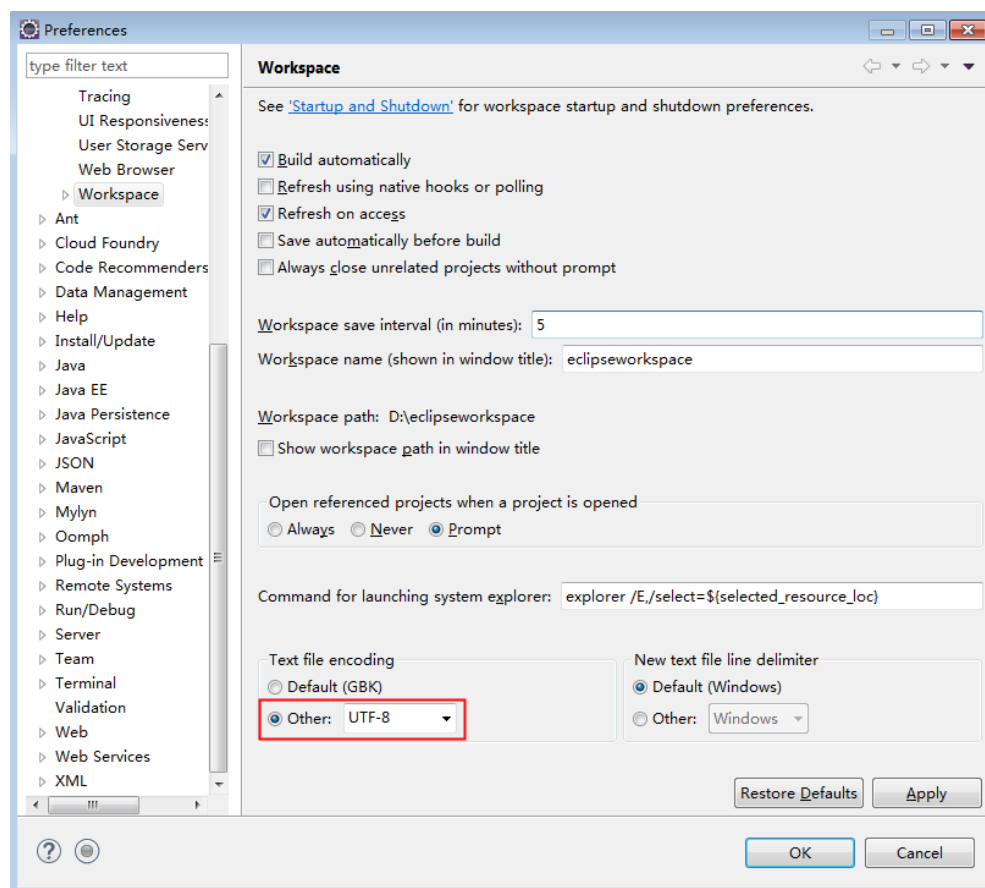 Preferences
type filter text
Tracing
UI Responsiveness
User Storage Serv
Web Browser
Workspace
Ant
Cloud Foundry
Code Recommenders
Data Management
Help
Install/Update
Java
Java EE
Java Persistence
JavaScript
JSON
Maven
Mylyn
Oomph
Plug-in Development
Remote Systems
Run/Debug
Server
Team
Terminal
Validation
Web
Web Services
XML
Workspace
See 'Startup and Shutdown' for workspace startup and shutdown preferences.
Build automatically
Refresh using native hooks or polling
Refresh on access
Save automatically before build
Always close unrelated projects without prompt
Workspace save interval (in minutes): 5
Workspace name (shown in window title): eclipseworkspace
Workspace path: D:\eclipseworkspace
Show workspace path in window title
Open referenced projects when a project is opened
Always Never Prompt
Command for launching system explorer: explorer /E,/select=${selected_resource_loc}
Text file encoding
Default (GBK)
Other: UTF-8
New text file line delimiter
Default (Windows)
Other: Windows
Restore Defaults Apply
OK Cancel